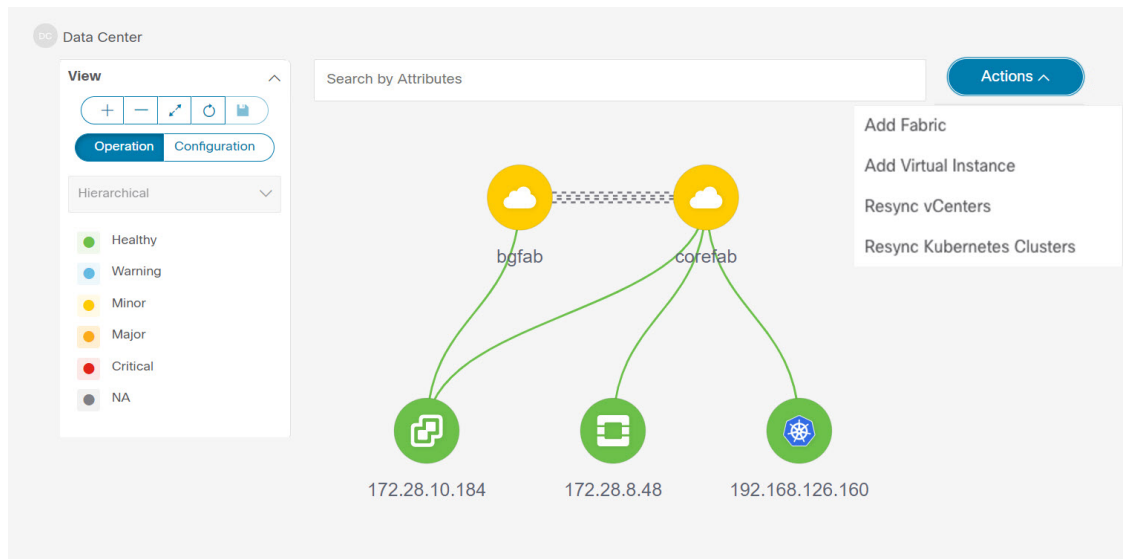 DC Data Center
View
Search by Attributes
Actions
Operation Configuration
Hierarchical
Healthy
Warning
Minor
Major
Critical
NA
Add Fabric
Add Virtual Instance
Resync vCenters
Resync Kubernetes Clusters
bgfab
corefab
172.28.10.184
172.28.8.48
192.168.126.160